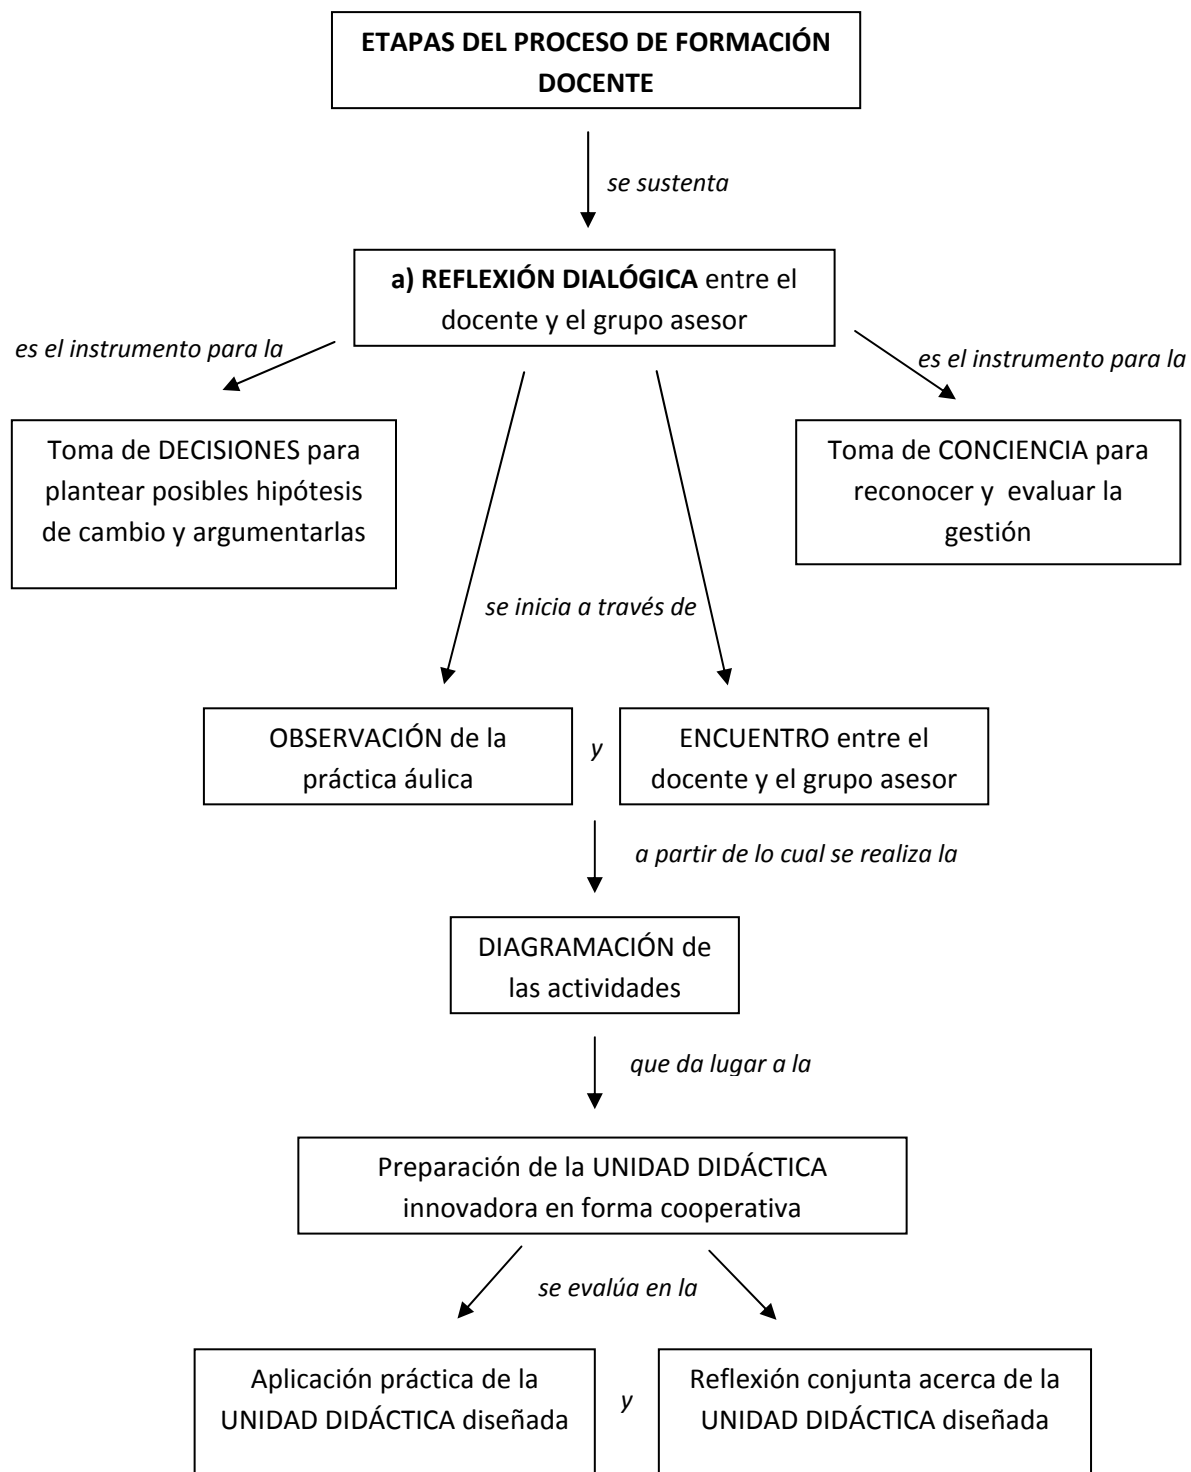 ETAPAS DEL PROCESO DE FORMACIÓN
DOCENTE
se sustenta
a) REFLEXIÓN DIALÓGICA entre el
docente y el grupo asesor
es el instrumento para la
es el instrumento para la
Toma de DECISIONES para
plantear posibles hipótesis
de cambio y argumentarlas
Toma de CONCIENCIA para
reconocer y  evaluar la
gestión
se inicia a través de
OBSERVACIÓN de la
práctica áulica
y
ENCUENTRO entre el
docente y el grupo asesor
a partir de lo cual se realiza la
DIAGRAMACIÓN de
las actividades
que da lugar a la
Preparación de la UNIDAD DIDÁCTICA
innovadora en forma cooperativa
se evalúa en la
Aplicación práctica de la
UNIDAD DIDÁCTICA diseñada
y
Reflexión conjunta acerca de la
UNIDAD DIDÁCTICA diseñada